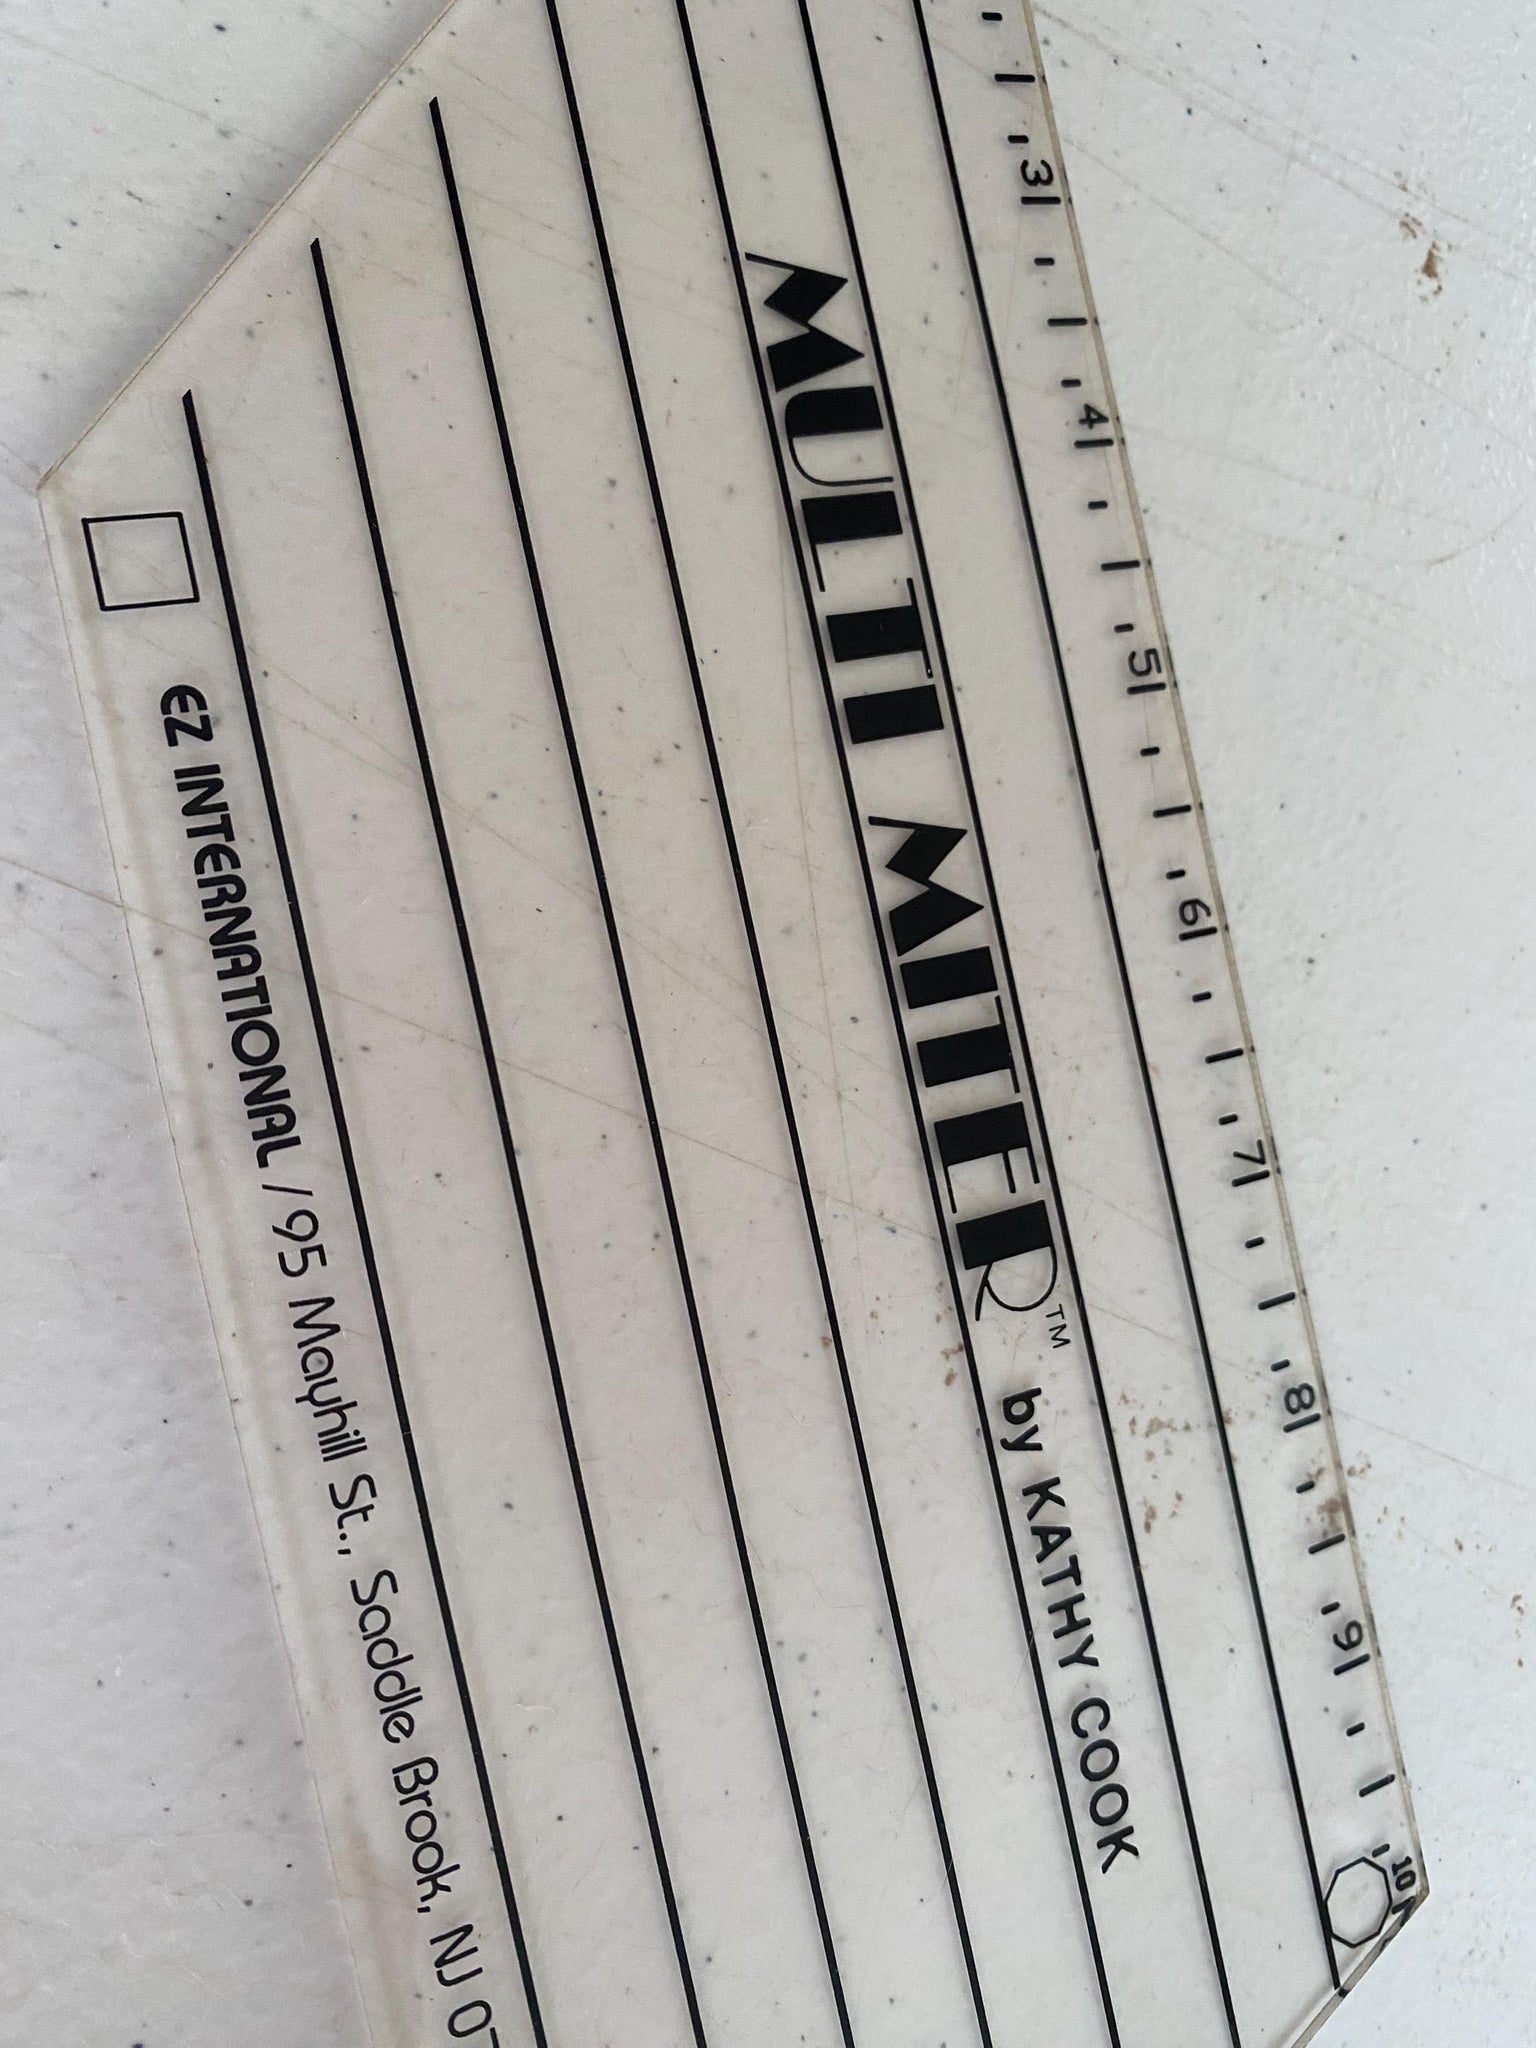 3 4 5 6 7 8 9 10
MULTI MITER™ by KATHY COOK
EZ INTERNATIONAL / 95 Mayhill St., Saddle Brook, NJ 0